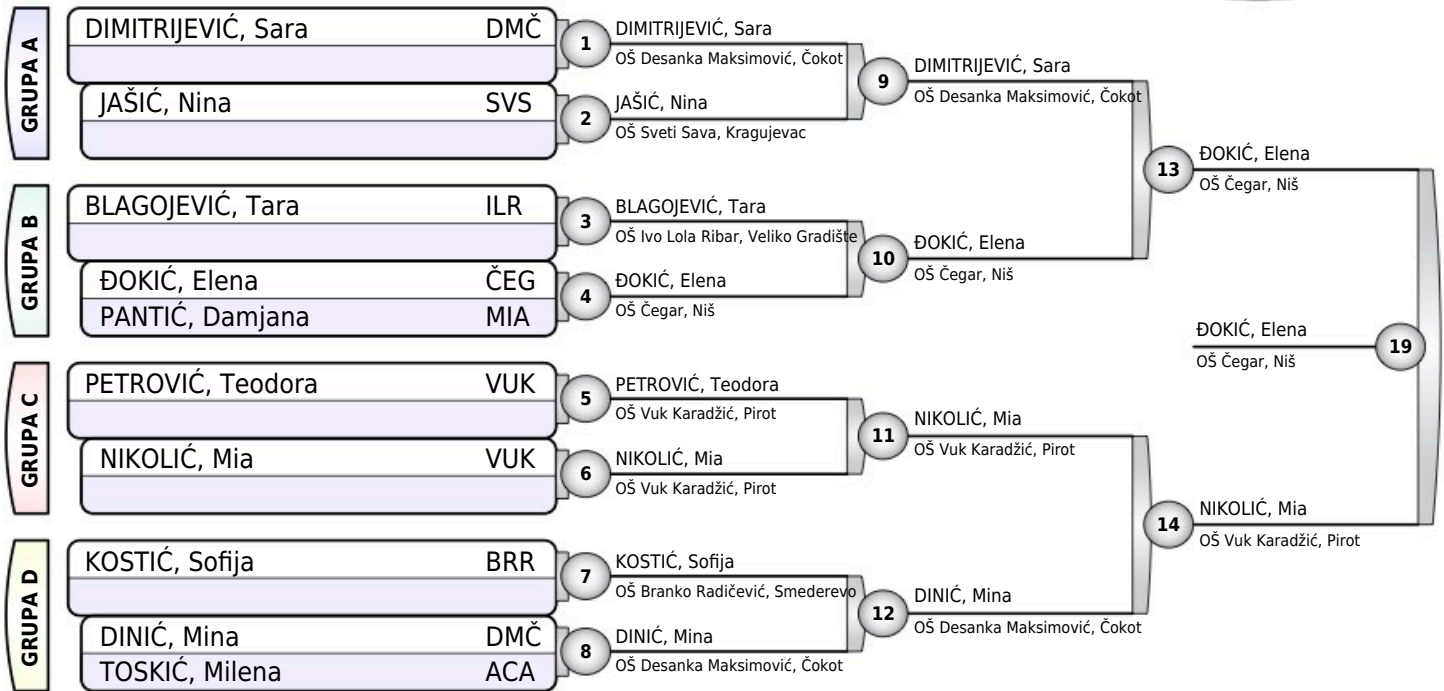 GRUPA A
DIMITRIJEVIĆ, Sara DMČ
JAŠIĆ, Nina SVS
1
DIMITRIJEVIĆ, Sara
OŠ Desanka Maksimović, Čokot
2
JAŠIĆ, Nina
OŠ Sveti Sava, Kragujevac
9
DIMITRIJEVIĆ, Sara
OŠ Desanka Maksimović, Čokot
GRUPA B
BLAGOJEVIĆ, Tara ILR
ĐOKIĆ, Elena ČEG
PANTIĆ, Damjana MIA
3
BLAGOJEVIĆ, Tara
OŠ Ivo Lola Ribar, Veliko Gradište
4
ĐOKIĆ, Elena
OŠ Čegar, Niš
10
ĐOKIĆ, Elena
OŠ Čegar, Niš
13
ĐOKIĆ, Elena
OŠ Čegar, Niš
GRUPA C
PETROVIĆ, Teodora VUK
NIKOLIĆ, Mia VUK
5
PETROVIĆ, Teodora
OŠ Vuk Karadžić, Pirot
6
NIKOLIĆ, Mia
OŠ Vuk Karadžić, Pirot
11
NIKOLIĆ, Mia
OŠ Vuk Karadžić, Pirot
GRUPA D
KOSTIĆ, Sofija BRR
DINIĆ, Mina DMČ
TOSKIĆ, Milena ACA
7
KOSTIĆ, Sofija
OŠ Branko Radičević, Smederevo
8
DINIĆ, Mina
OŠ Desanka Maksimović, Čokot
12
DINIĆ, Mina
OŠ Desanka Maksimović, Čokot
14
NIKOLIĆ, Mia
OŠ Vuk Karadžić, Pirot
ĐOKIĆ, Elena
OŠ Čegar, Niš
19